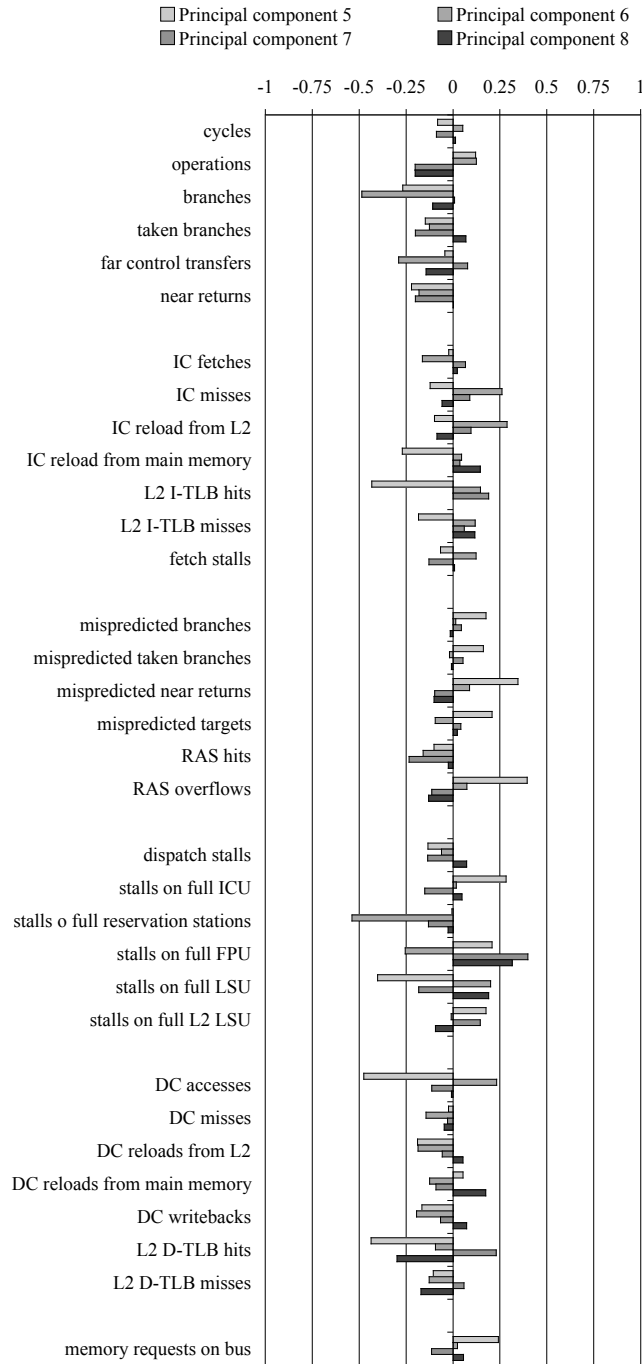 Principal component 5 Principal component 6
Principal component 7 Principal component 8
-1 -0.75 -0.5 -0.25 0 0.25 0.5 0.75 1
cycles
operations
branches
taken branches
far control transfers
near returns
IC fetches
IC misses
IC reload from L2
IC reload from main memory
L2 I-TLB hits
L2 I-TLB misses
fetch stalls
mispredicted branches
mispredicted taken branches
mispredicted near returns
mispredicted targets
RAS hits
RAS overflows
dispatch stalls
stalls on full ICU
stalls o full reservation stations
stalls on full FPU
stalls on full LSU
stalls on full L2 LSU
DC accesses
DC misses
DC reloads from L2
DC reloads from main memory
DC writebacks
L2 D-TLB hits
L2 D-TLB misses
memory requests on bus